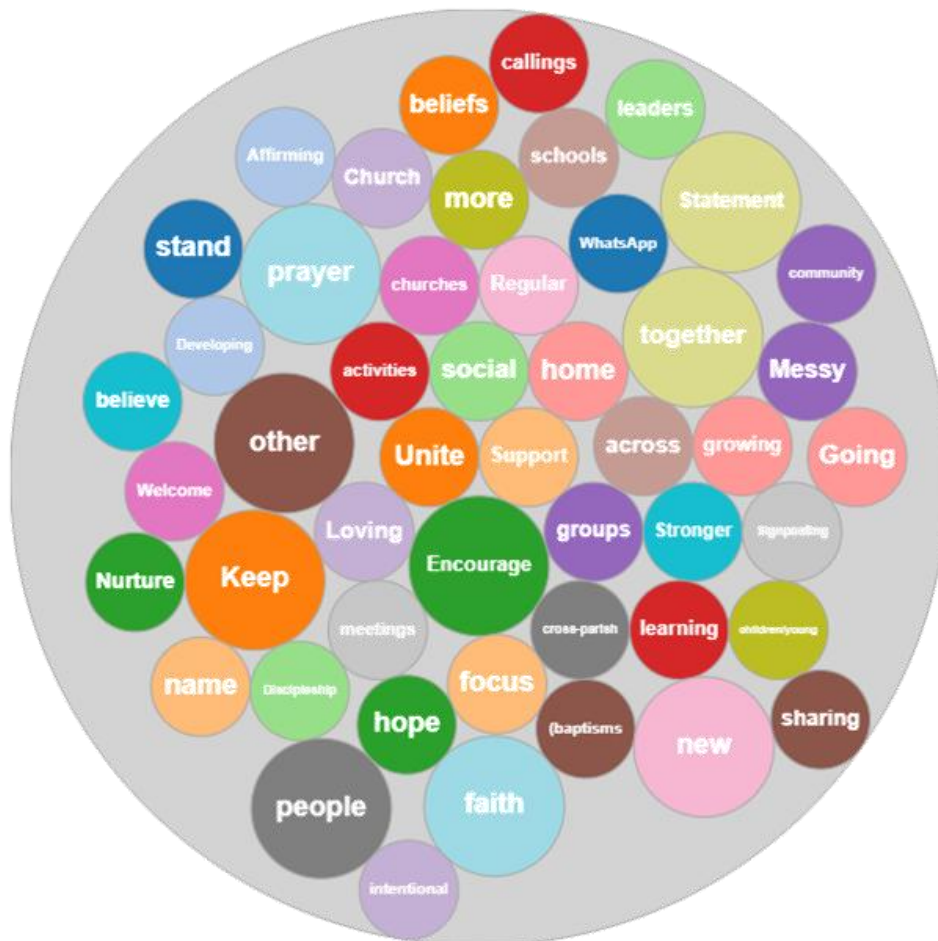 callings
beliefs
leaders
Affirming
Church
schools
more
Statement
stand
prayer
WhatsApp
community
churches
Regular
together
Developing
activities
social
home
Messy
believe
other
Unite
Support
across
growing
Going
Welcome
Loving
groups
Stronger
Signposting
Nurture
Keep
Encourage
meetings
cross-parish
learning
children/young
name
Discipleship
focus
hope
(baptisms
new
sharing
people
faith
intentional